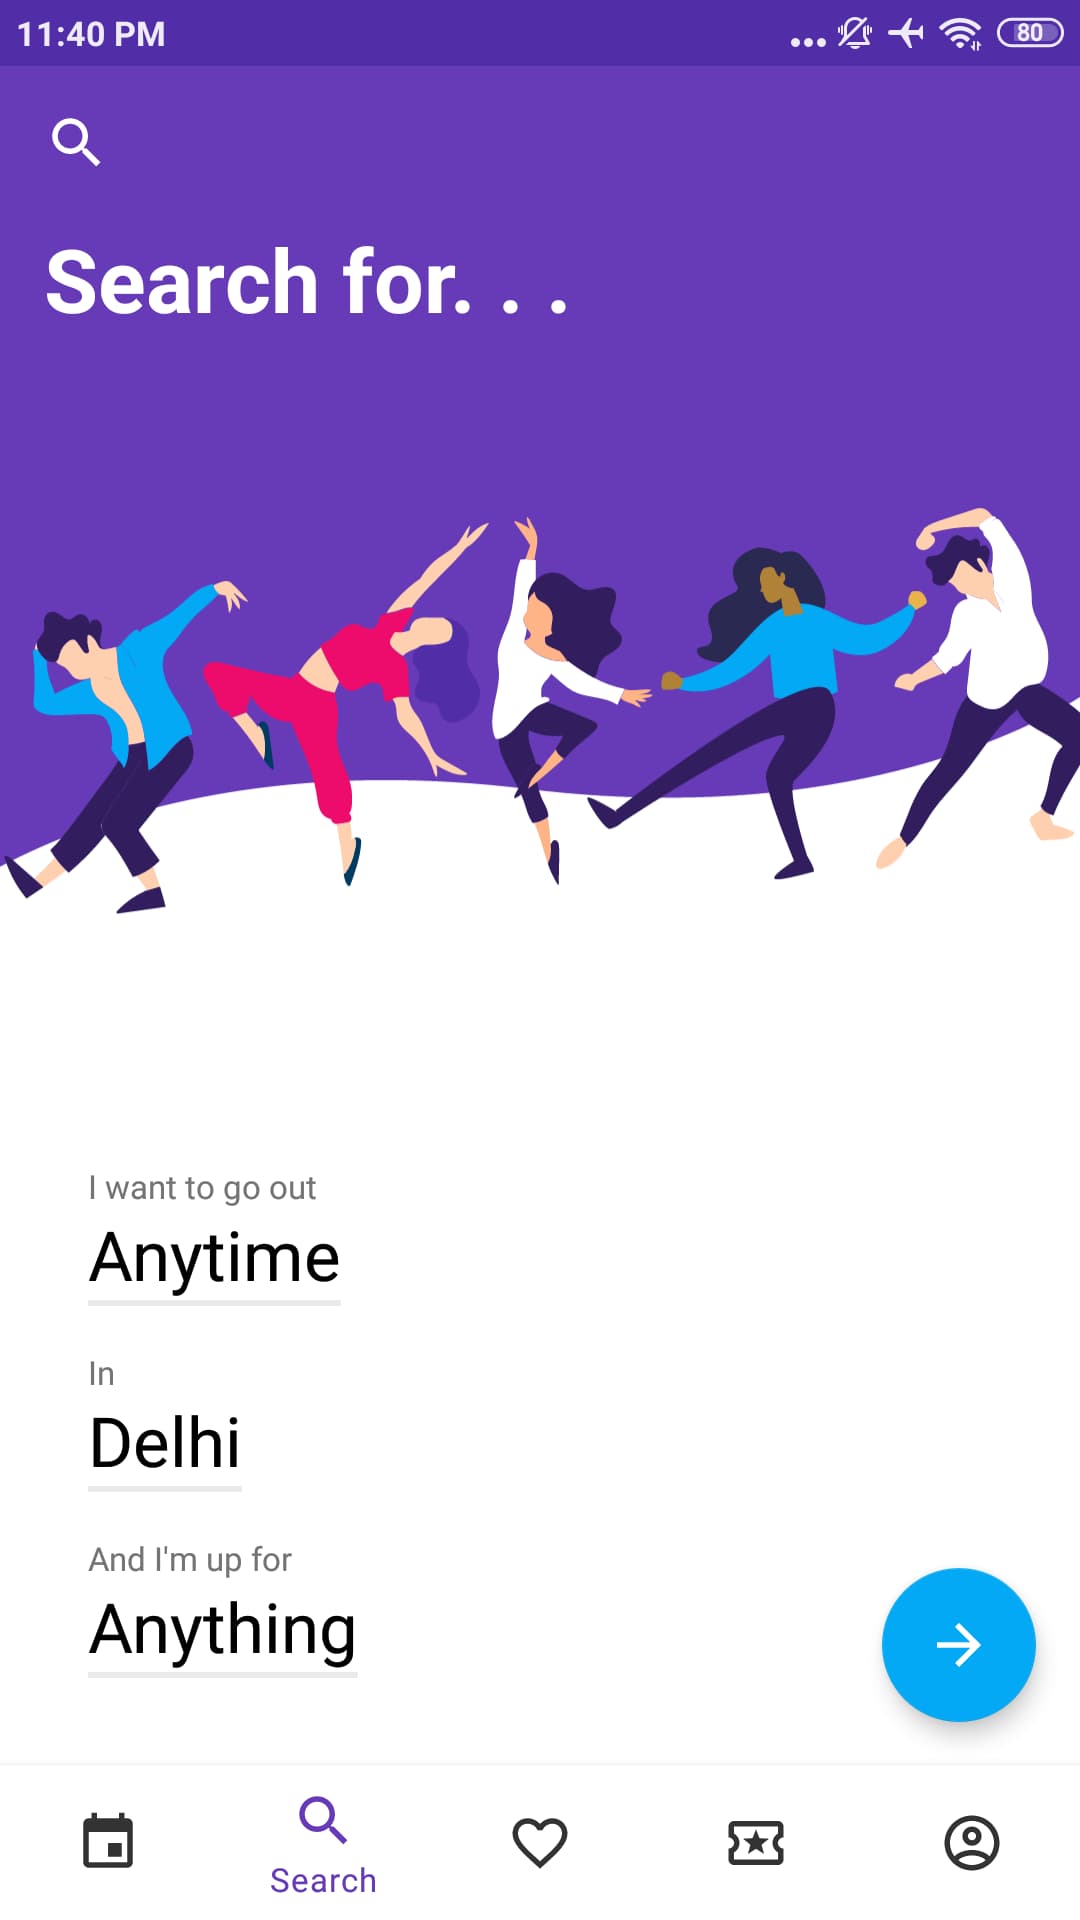 11:40 PM
80
Search for. . .
I want to go out
Anytime
In
Delhi
And I'm up for
Anything
Search